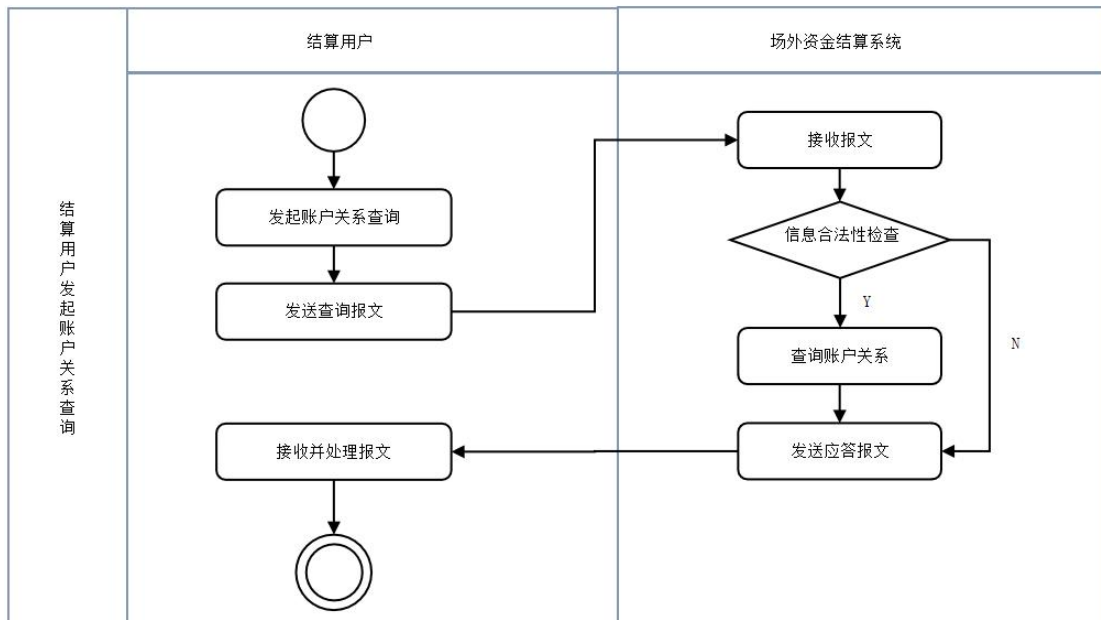 结算用户
场外资金结算系统
结算用户发起账户关系查询
发起账户关系查询
发送查询报文
接收报文
信息合法性检查
Y
N
查询账户关系
发送应答报文
接收并处理报文